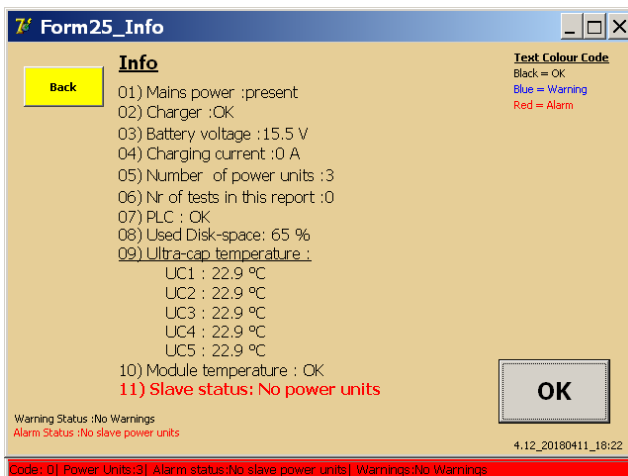 Form25_Info
Back
Info
Text Colour Code
Black = OK
Blue = Warning
Red = Alarm
01) Mains power :present
02) Charger :OK
03) Battery voltage :15.5 V
04) Charging current :0 A
05) Number of power units :3
06) Nr of tests in this report :0
07) PLC : OK
08) Used Disk-space: 65 %
09) Ultra-cap temperature :
UC1 : 22.9 ºC
UC2 : 22.9 ºC
UC3 : 22.9 ºC
UC4 : 22.9 ºC
UC5 : 22.9 ºC
10) Module temperature : OK
11) Slave status: No power units
OK
Warning Status :No Warnings
Alarm Status :No slave power units
4.12_20180411_18:22
Code: 0| Power Units:3| Alarm status:No slave power units| Warnings:No Warnings